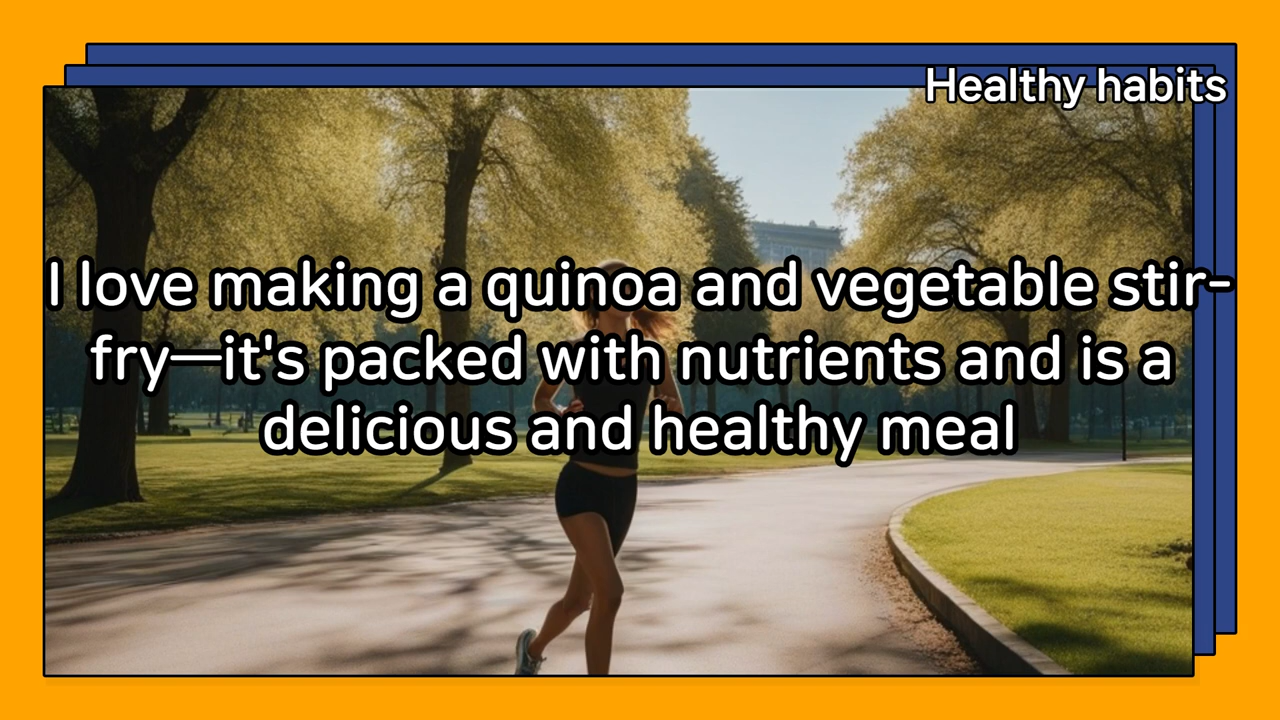 Healthy habits
I love making a quinoa and vegetable stir-
fry—it's packed with nutrients and is a
delicious and healthy meal